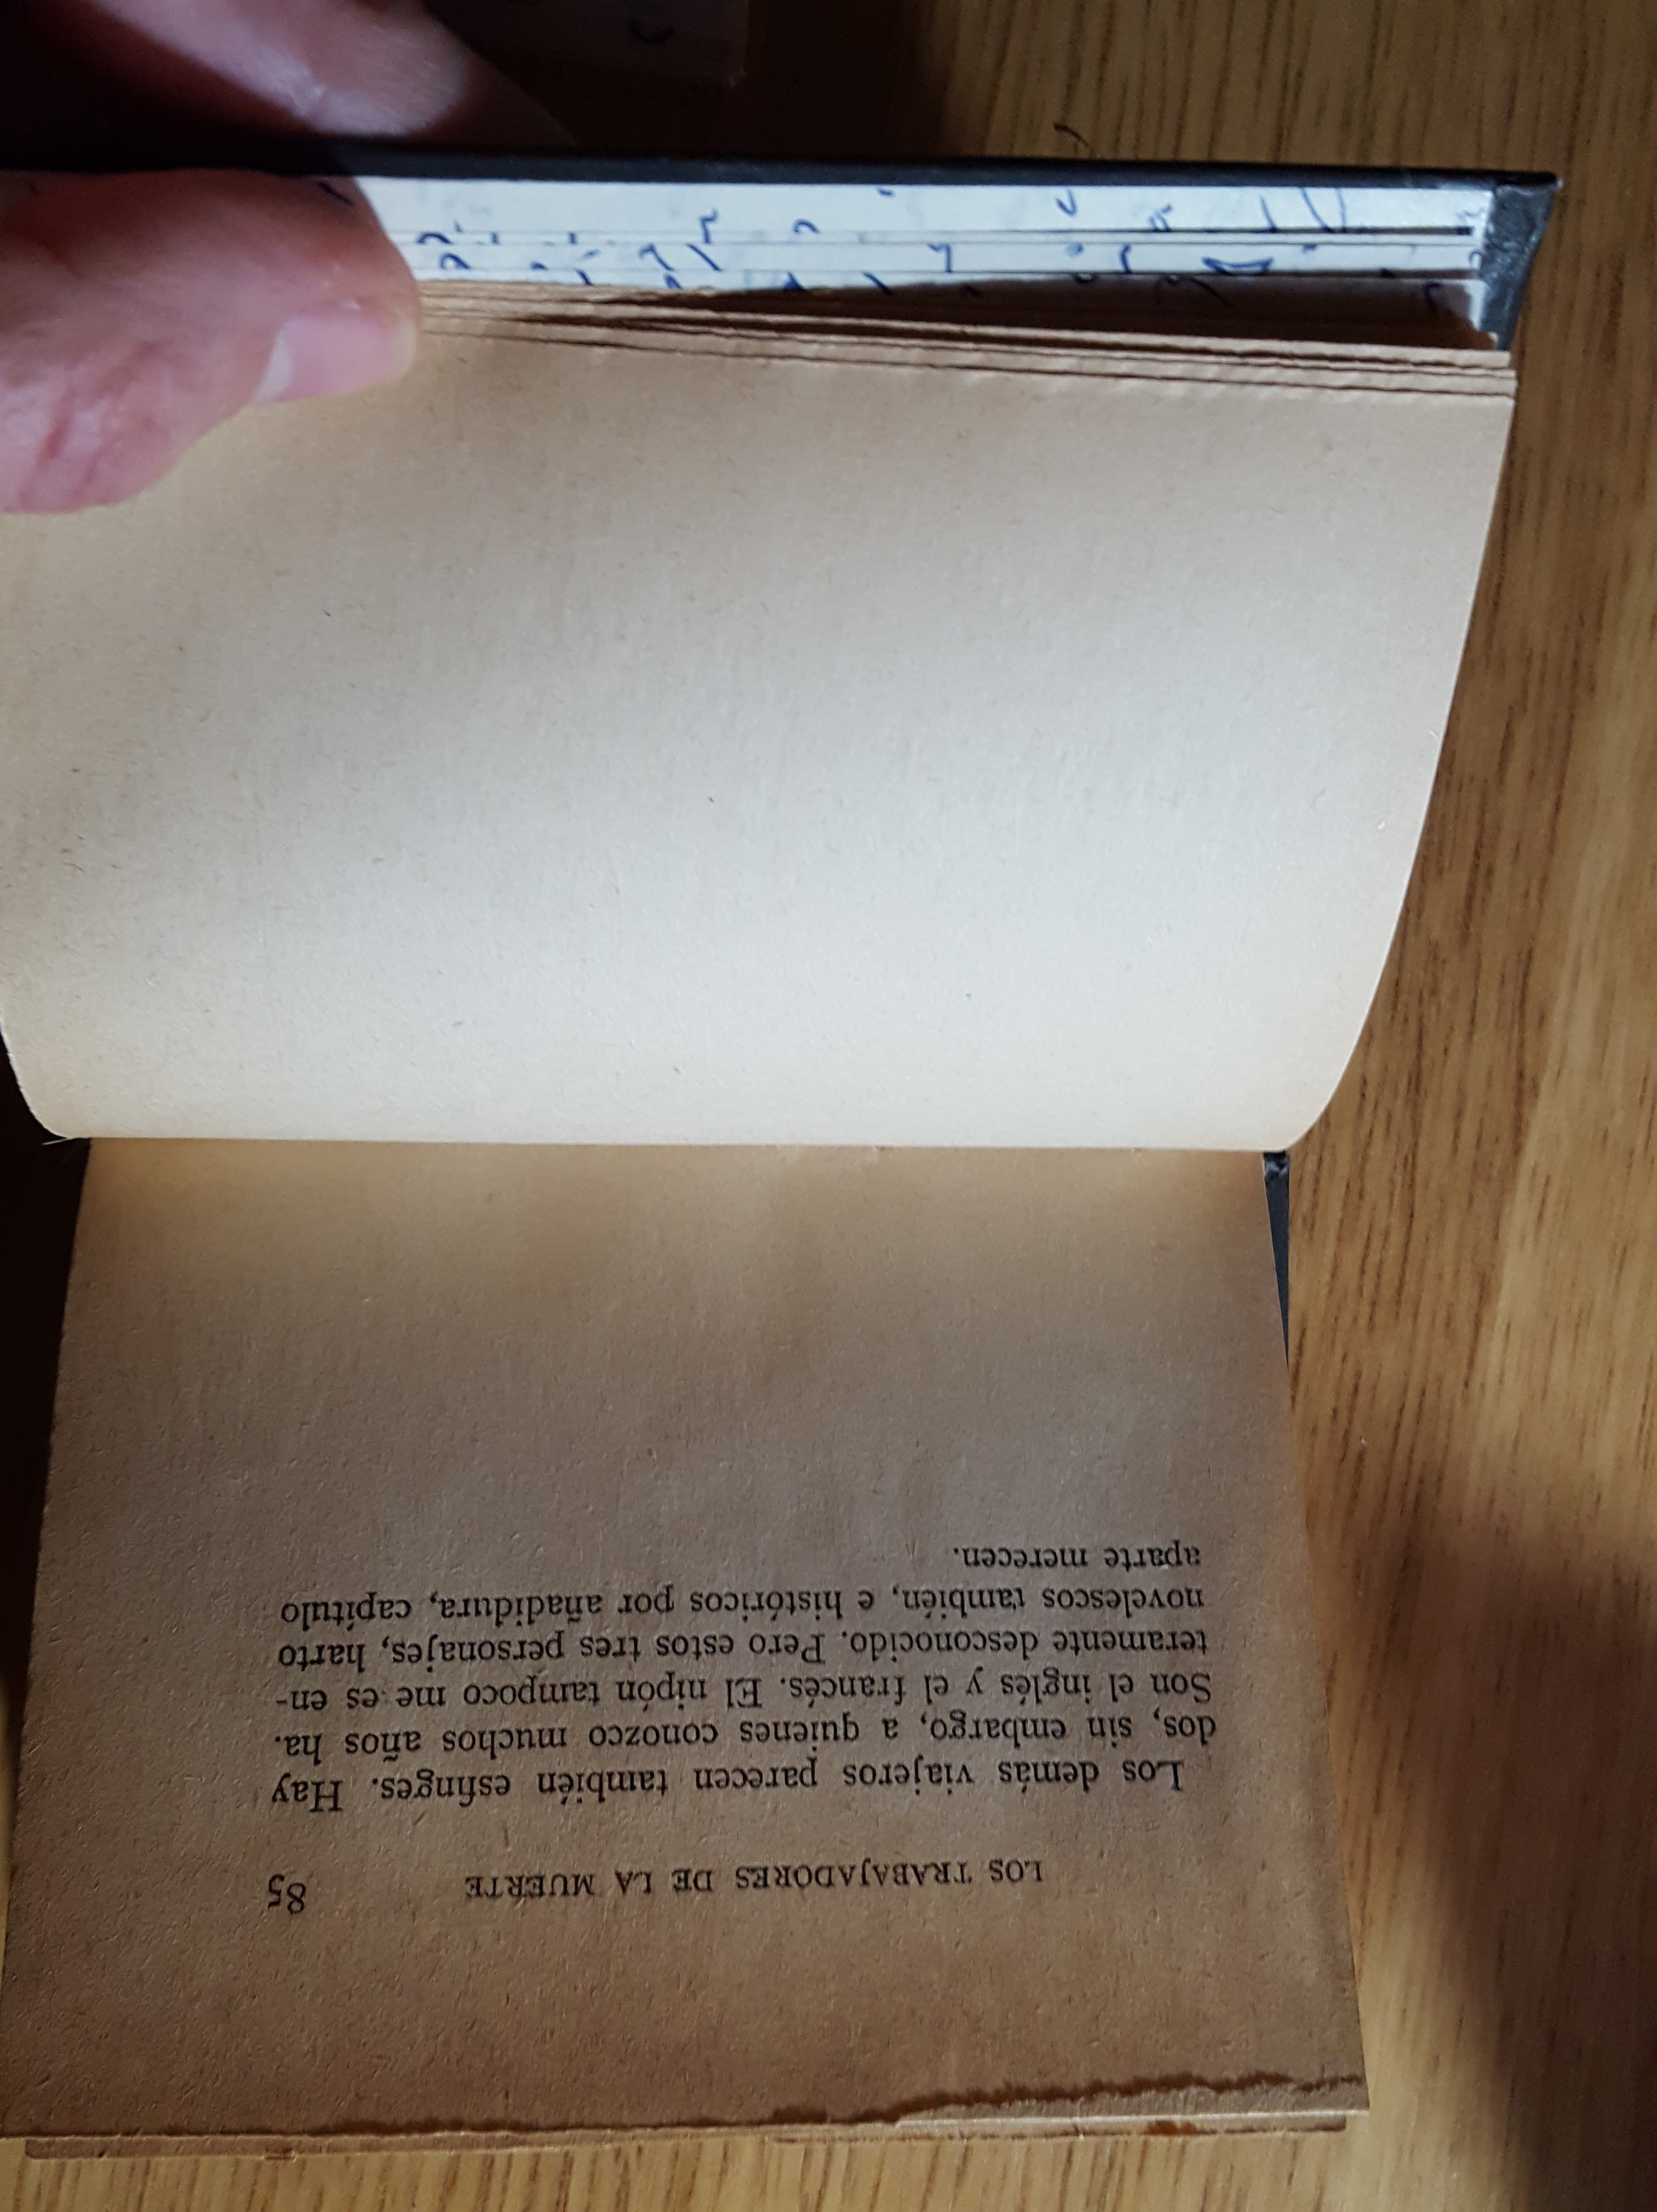 LOS TRABAJADORES DE LA MUERTE 85
Los demás viajeros parecen también esfinges. Hay
dos, sin embargo, a quienes conozco muchos años ha.
Son el inglés y el francés. El nipón tampoco me es en-
teramente desconocido. Pero estos tres personajes, harto
novelescos también, e históricos por añadidura, capítulo
aparte merecen.